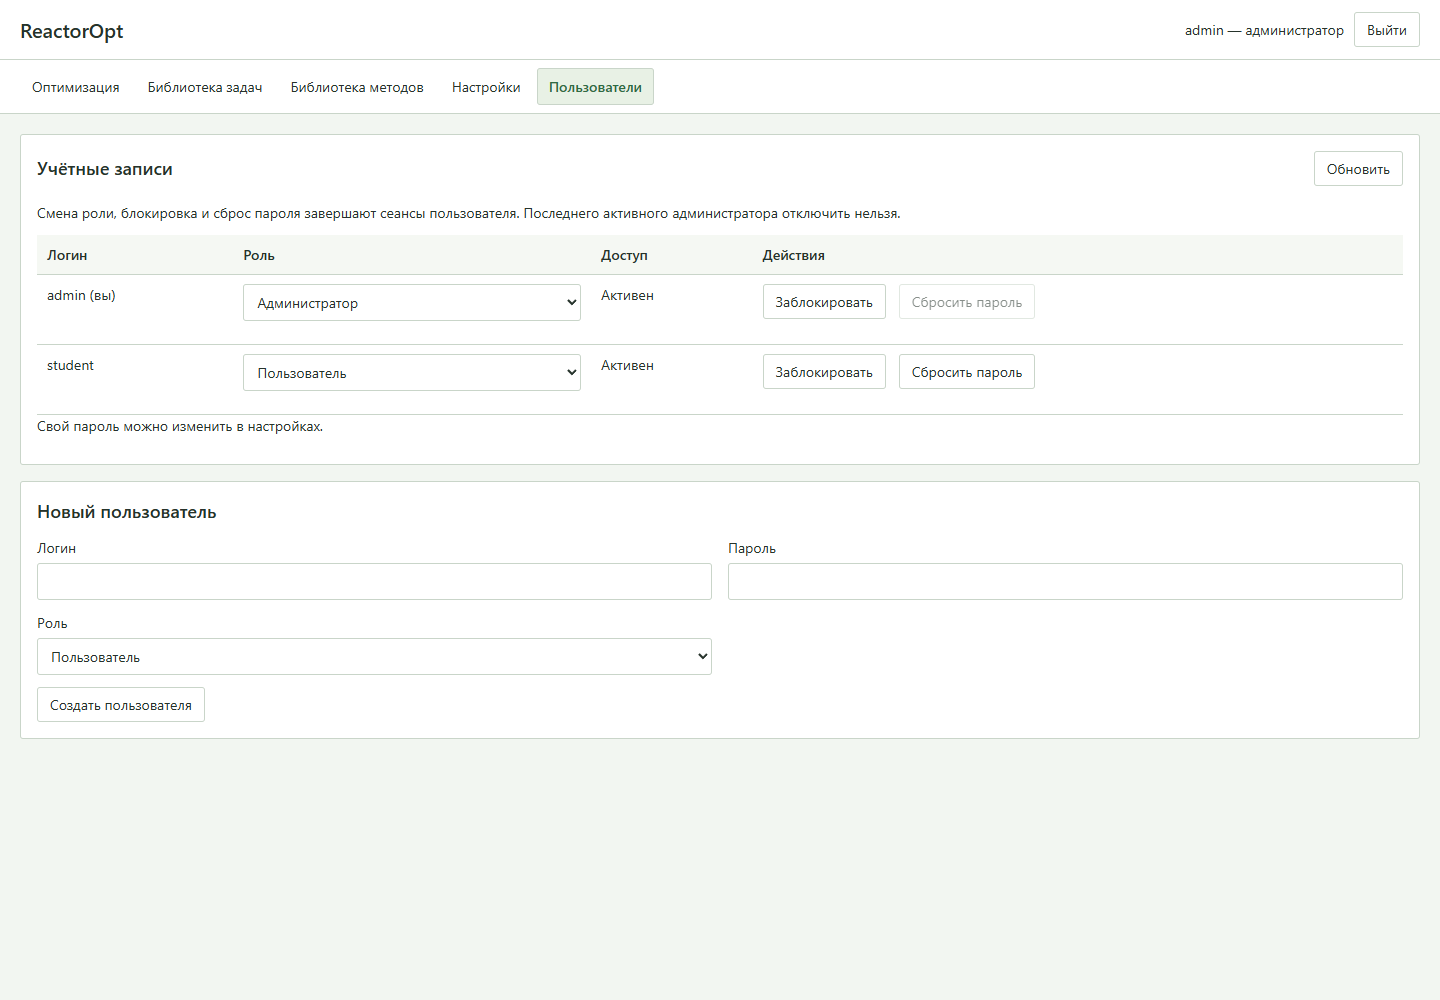 ReactorOpt
admin — администратор
Выйти
Оптимизация
Библиотека задач
Библиотека методов
Настройки
Пользователи
Учётные записи
Обновить
Смена роли, блокировка и сброс пароля завершают сеансы пользователя. Последнего активного администратора отключить нельзя.
Логин Роль Доступ Действия
admin (вы) Администратор Активен Заблокировать Сбросить пароль
student Пользователь Активен Заблокировать Сбросить пароль
Свой пароль можно изменить в настройках.
Новый пользователь
Логин
Пароль
Роль
Пользователь
Создать пользователя